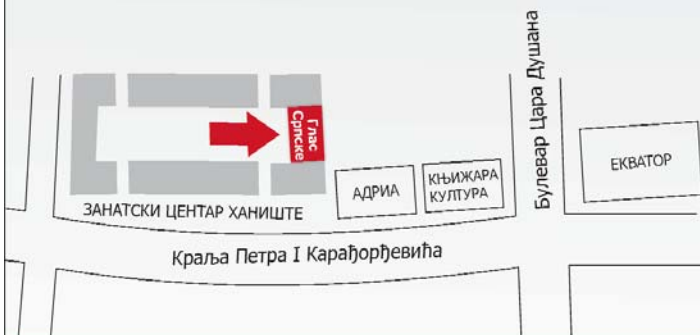 Глас
Српске
ЗАНАТСКИ ЦЕНТАР ХАНИШТЕ
АДРИА
КЊИЖАРА
КУЛТУРА
Булевар Цара Душана
ЕКВАТОР
Краља Петра I Карађорђевића